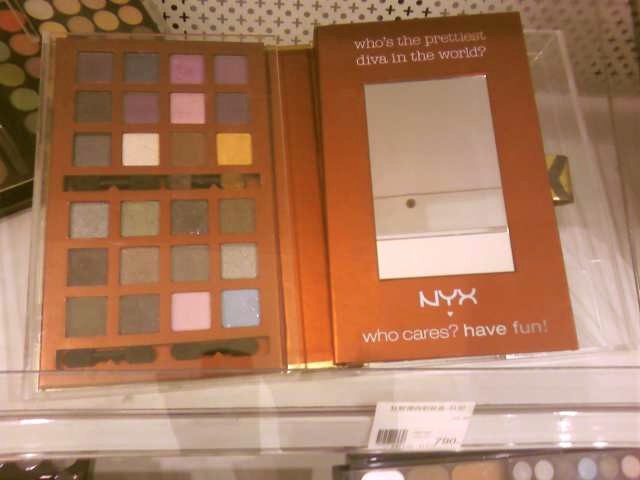 who's the prettiest
diva in the world?
NYX
who cares? have fun!
790